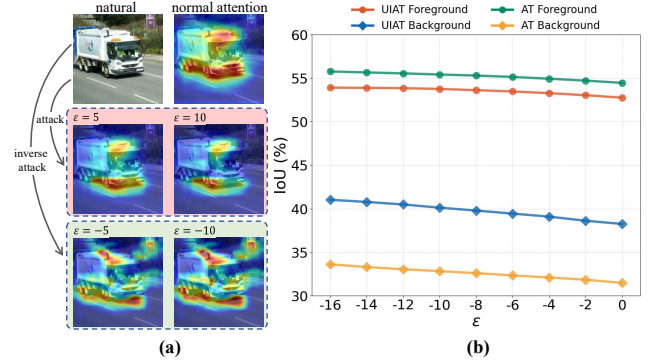 natural
normal attention
attack
ε = 5
ε = 10
inverse
attack
ε = −5
ε = −10
(a)
UIAT Foreground
AT Foreground
UIAT Background
AT Background
IoU (%)
60
55
50
45
40
35
30
-16 -14 -12 -10 -8 -6 -4 -2 0
ε
(b)